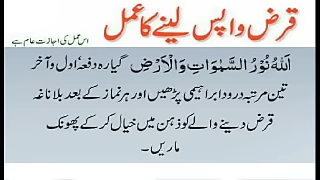 قرض واپس لینے کا عمل
اس عمل کی اجازت عام ہے
اَللہُ نُوْرُ السَّمٰوَاتِ وَالْاَرْضِ گیارہ دفعہ اول و آخر
تین مرتبہ درود ابراہیمی پڑھیں اور ہر نماز کے بعد بلا ناغہ
قرض دینے والے کو ذہن میں خیال کر کے پھونک
ماریں۔